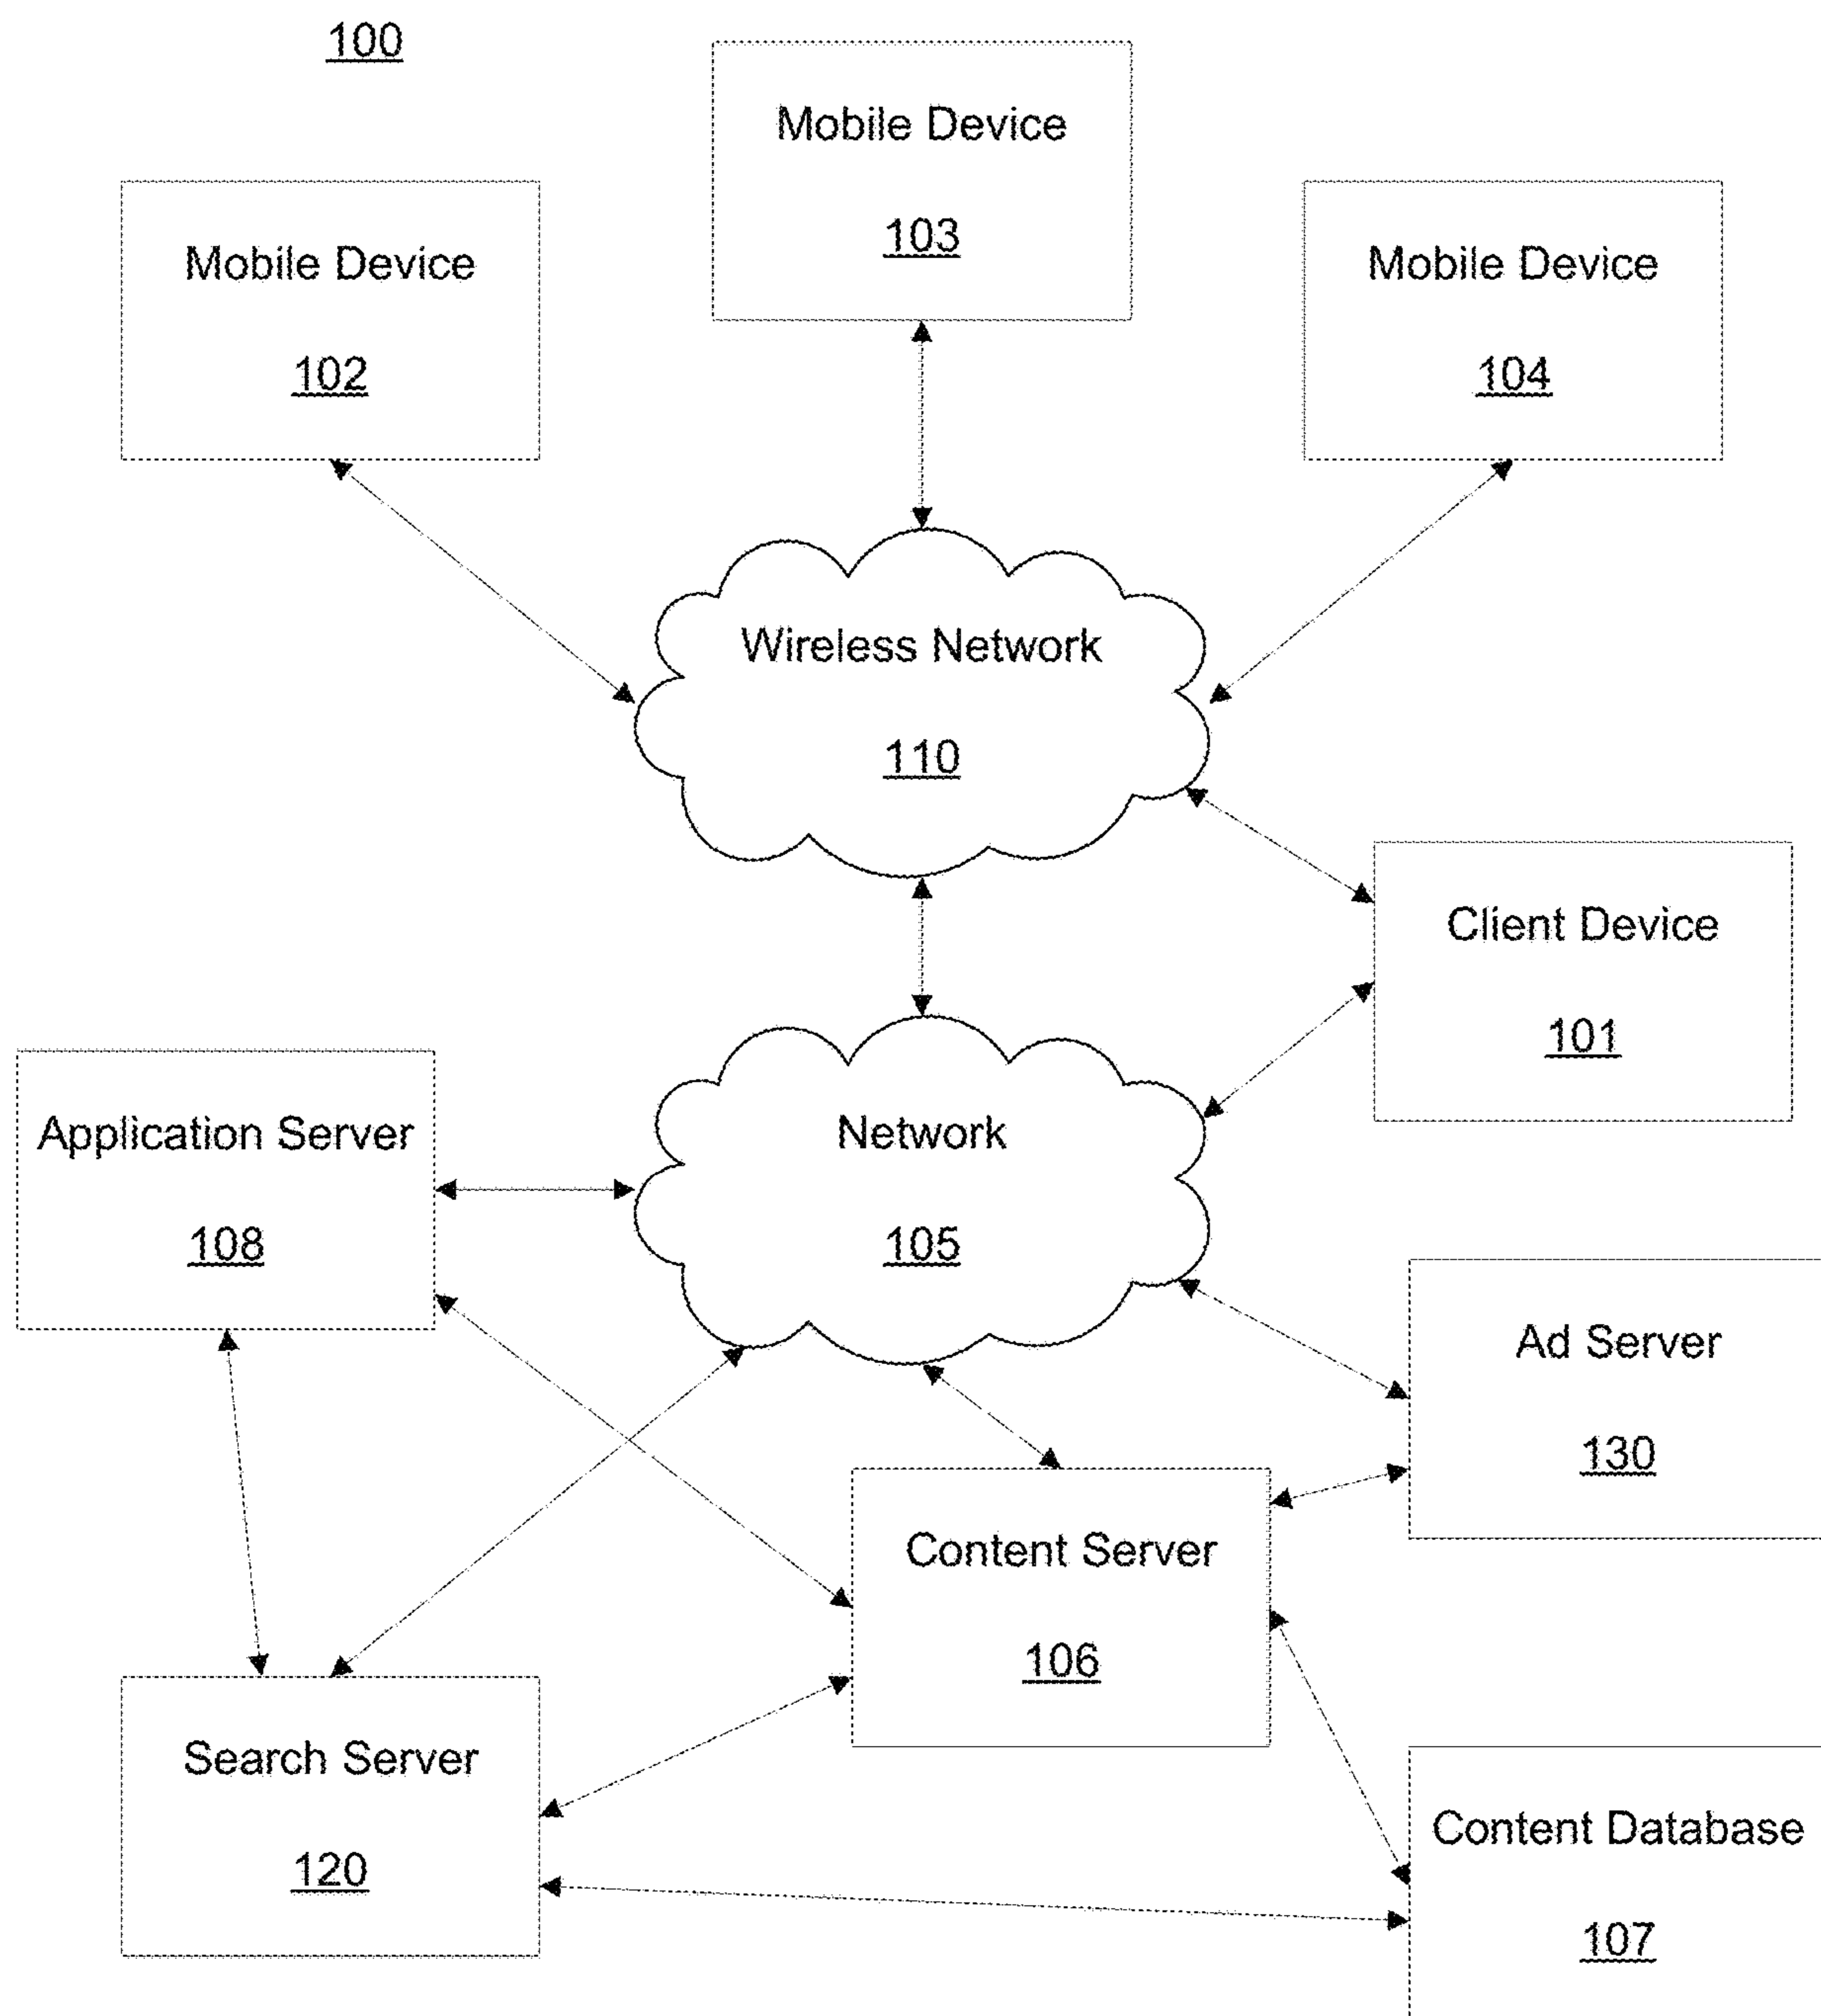 100
Mobile Device
103
Mobile Device
102
Mobile Device
104
Wireless Network
110
Client Device
101
Application Server
108
Network
105
Ad Server
130
Content Server
106
Search Server
120
Content Database
107